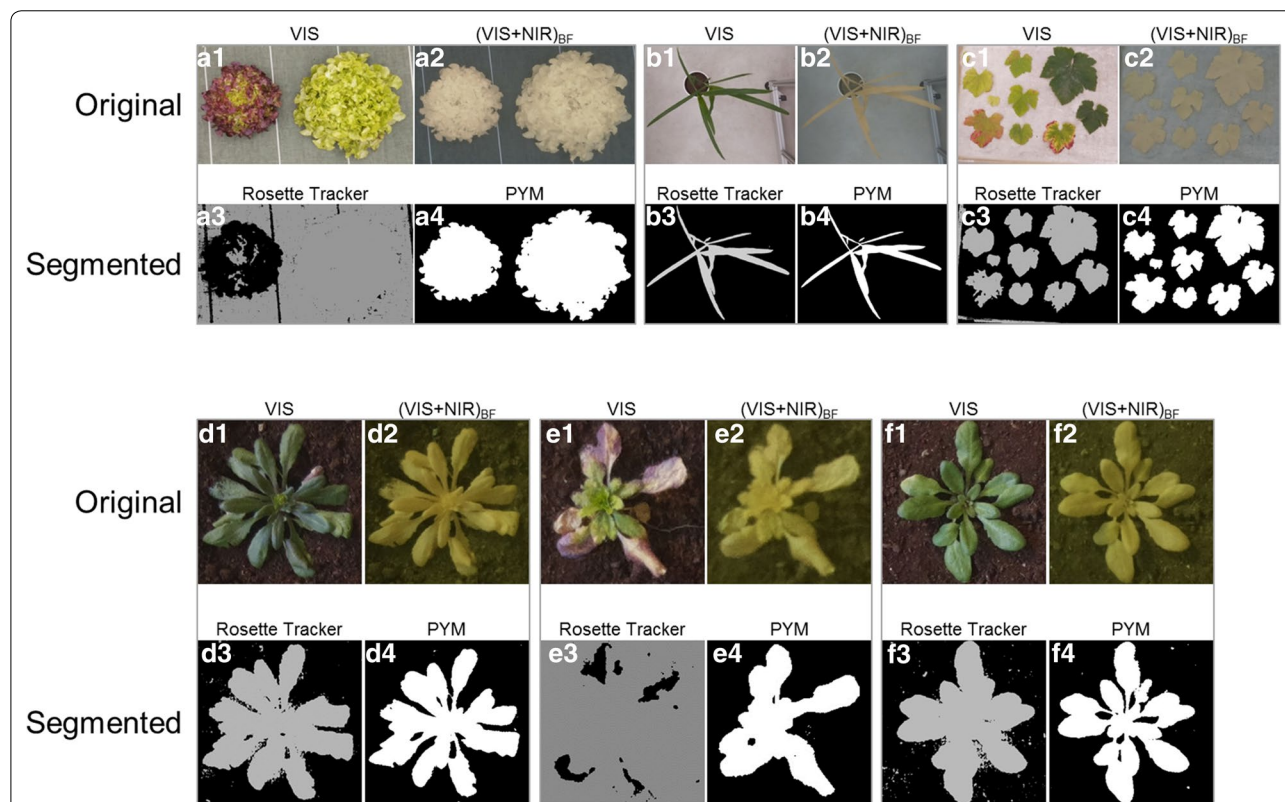 VIS (VIS+NIR)BF VIS (VIS+NIR)BF VIS (VIS+NIR)BF
Original a1 a2 b1 b2 c1 c2
Rosette Tracker PYM Rosette Tracker PYM Rosette Tracker PYM
Segmented a3 a4 b3 b4 c3 c4
VIS (VIS+NIR)BF VIS (VIS+NIR)BF VIS (VIS+NIR)BF
Original d1 d2 e1 e2 f1 f2
Rosette Tracker PYM Rosette Tracker PYM Rosette Tracker PYM
Segmented d3 d4 e3 e4 f3 f4